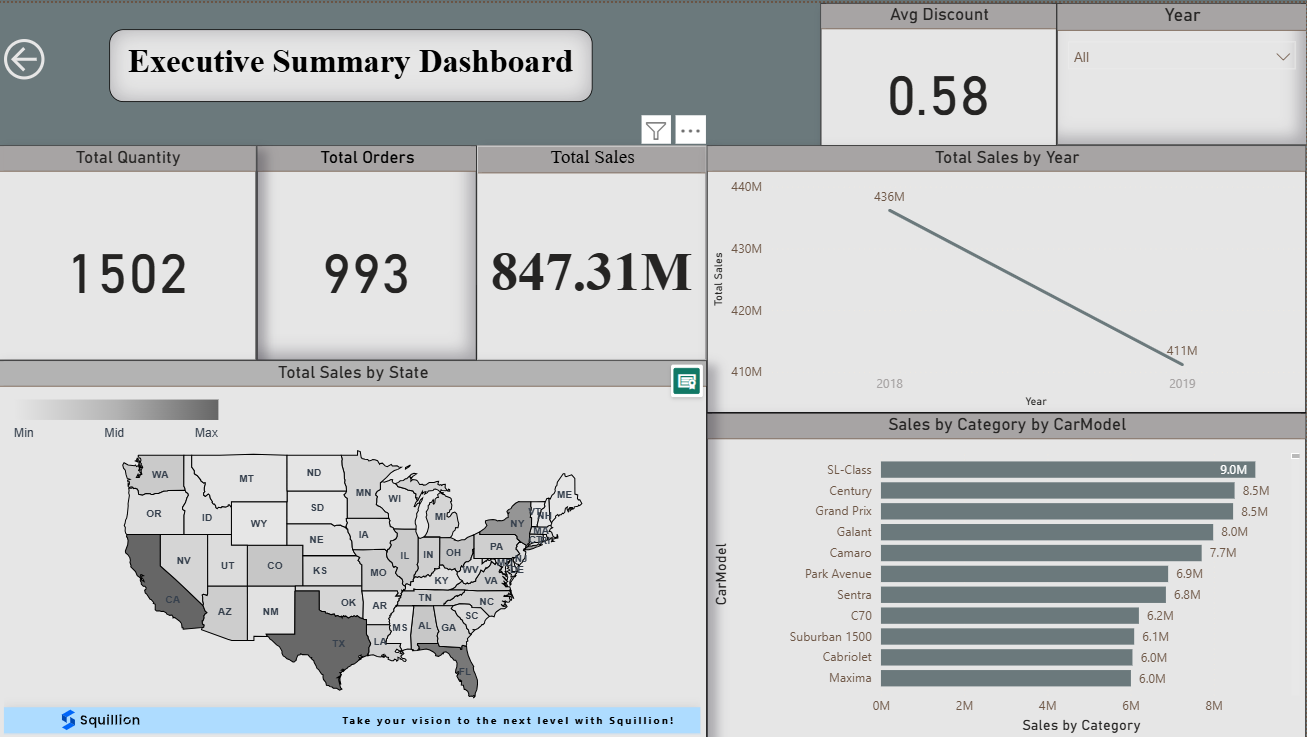 Executive Summary Dashboard
Avg Discount
0.58
Year
All
Total Quantity
1502
Total Orders
993
Total Sales
847.31M
Total Sales by Year
Total Sales
440M
430M
420M
410M
436M
411M
2018
2019
Year
Total Sales by State
Min
Mid
Max
WA
MT
ND
MN
WI
MI
ME
VT
NH
OR
ID
WY
SD
NY
MA
CT
RI
NE
IA
PA
NJ
NV
UT
CO
KS
MO
IL
IN
OH
WV
VA
DE
KY
CA
AZ
NM
OK
AR
TN
NC
SC
MS
AL
GA
TX
LA
FL
Squillion
Take your vision to the next level with Squillion!
Sales by Category by CarModel
CarModel
SL-Class 9.0M
Century 8.5M
Grand Prix 8.5M
Galant 8.0M
Camaro 7.7M
Park Avenue 6.9M
Sentra 6.8M
C70 6.2M
Suburban 1500 6.1M
Cabriolet 6.0M
Maxima 6.0M
0M 2M 4M 6M 8M
Sales by Category